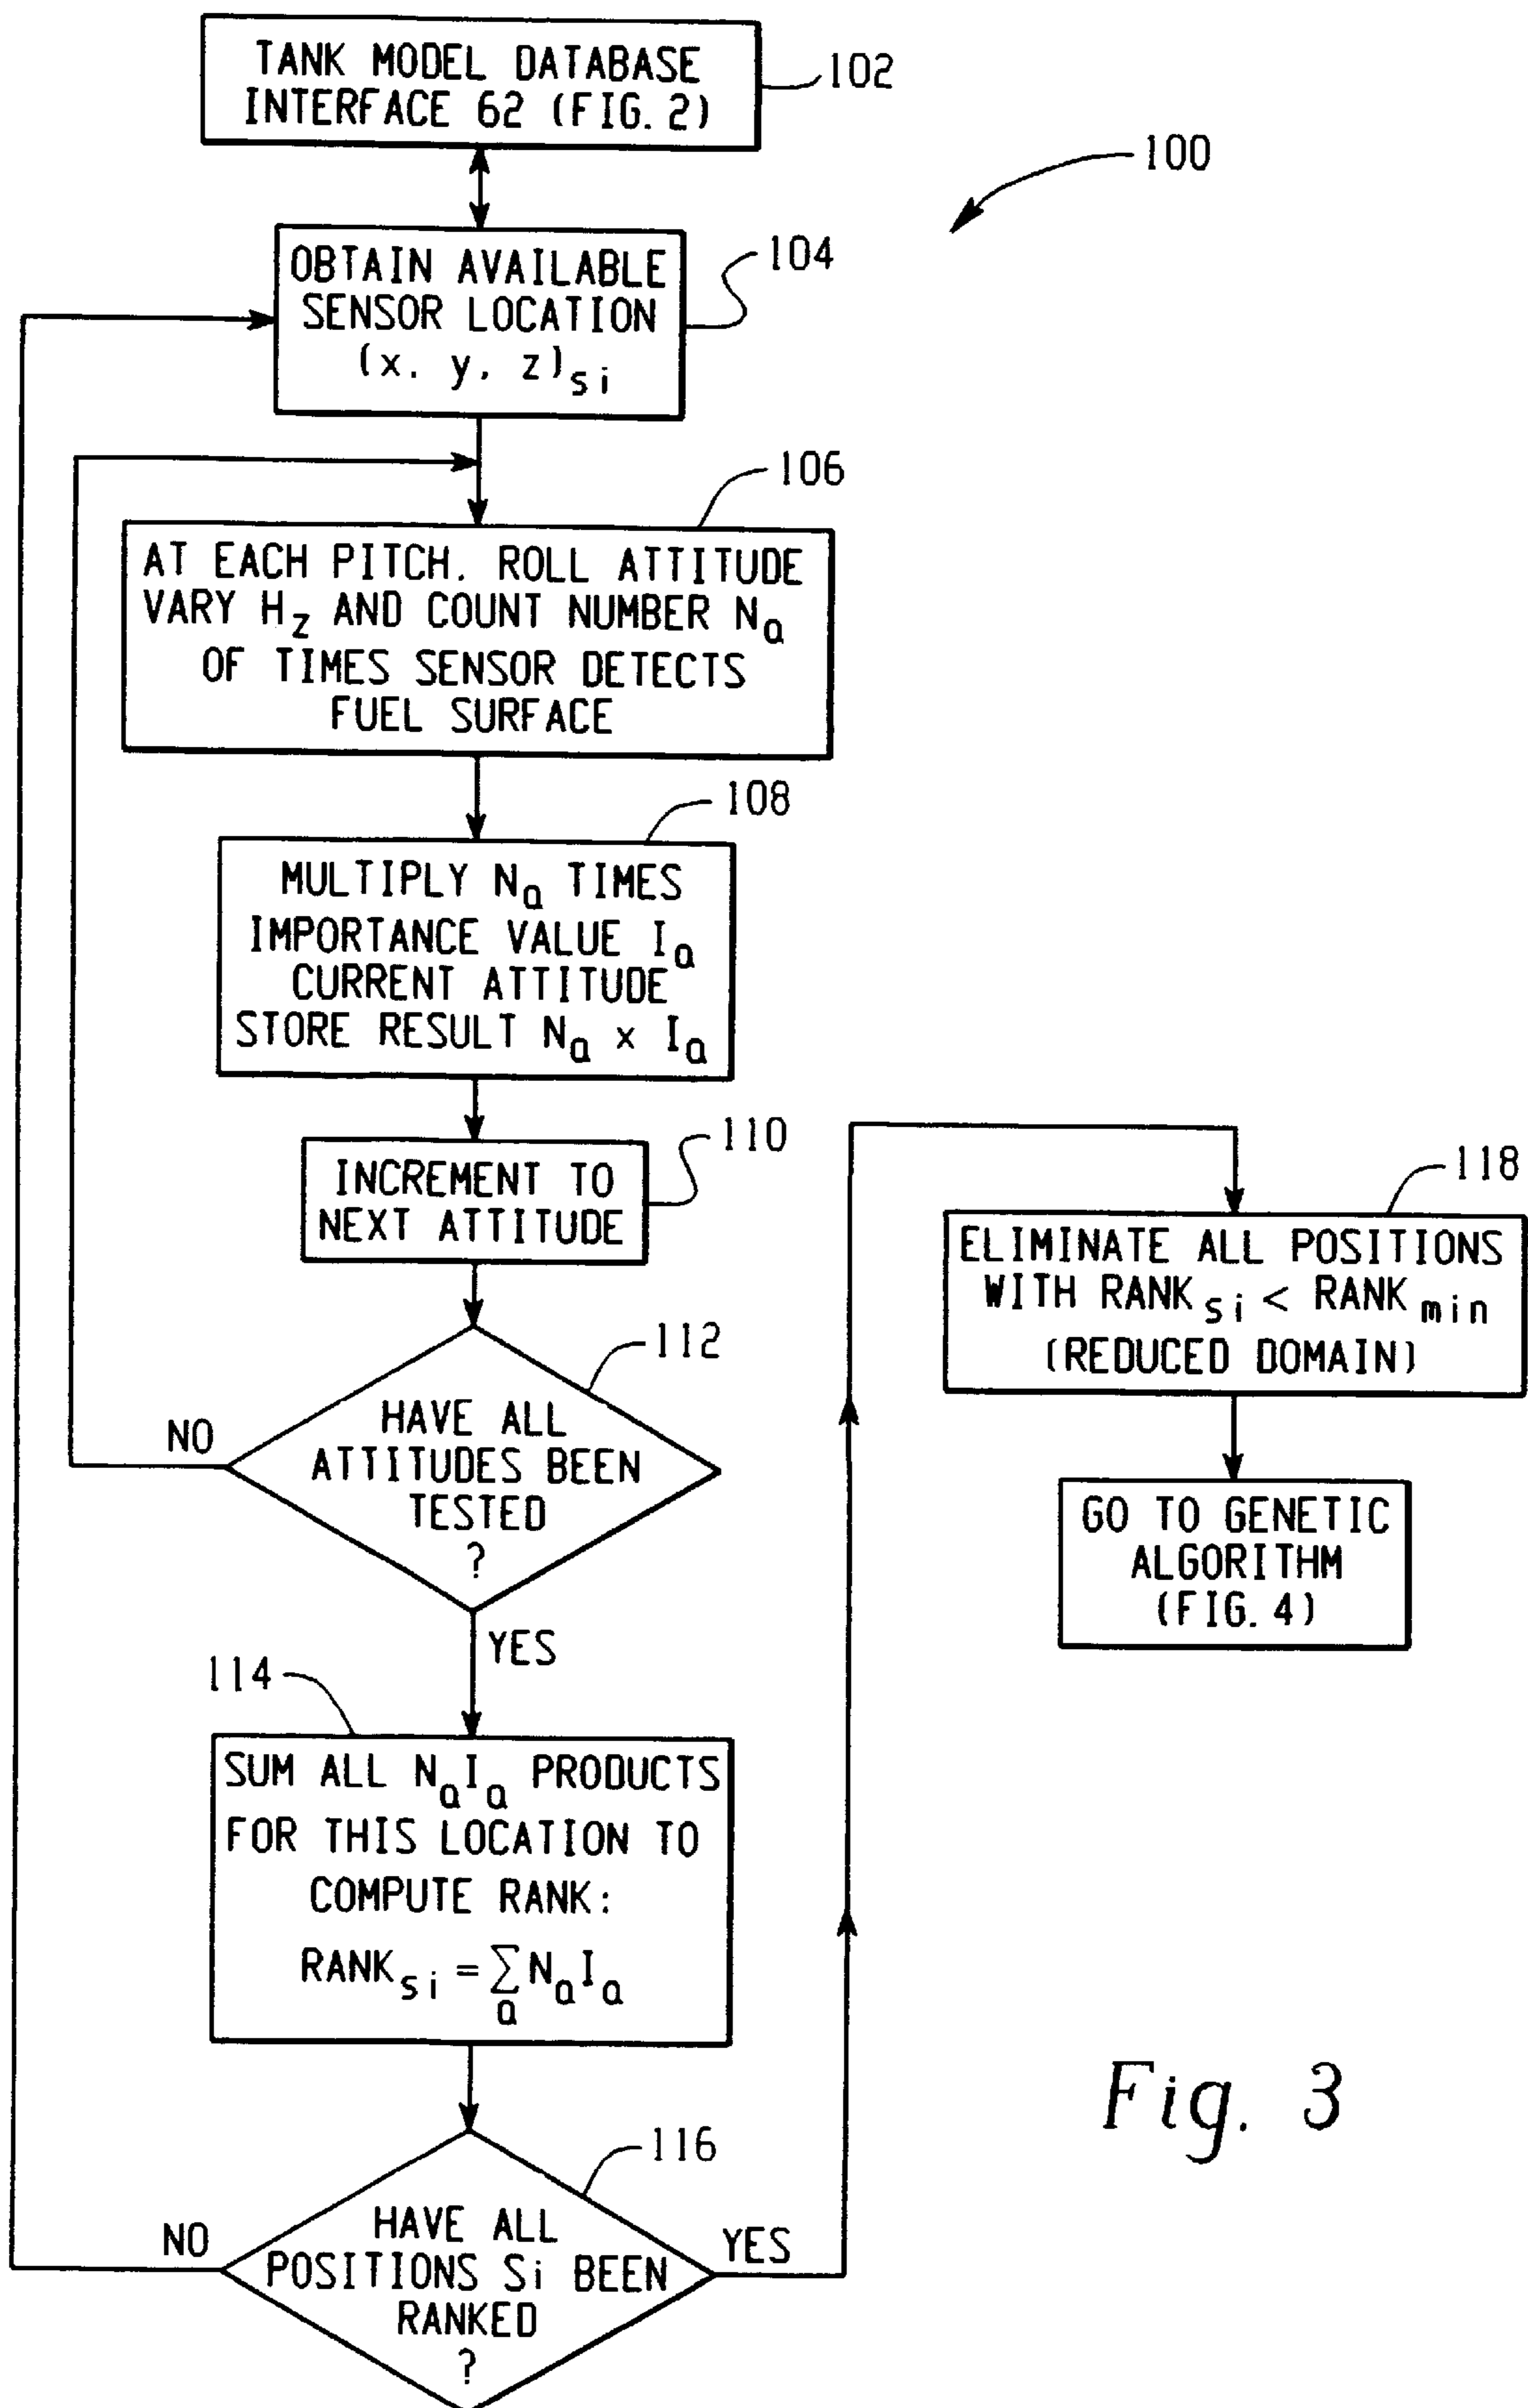 TANK MODEL DATABASE
INTERFACE 62 (FIG. 2)
102
100
OBTAIN AVAILABLE
SENSOR LOCATION
(x, y, z)si
104
106
AT EACH PITCH, ROLL ATTITUDE
VARY Hz AND COUNT NUMBER Na
OF TIMES SENSOR DETECTS
FUEL SURFACE
108
MULTIPLY Na TIMES
IMPORTANCE VALUE Ia
CURRENT ATTITUDE
STORE RESULT Na x Ia
110
INCREMENT TO
NEXT ATTITUDE
112
HAVE ALL
ATTITUDES BEEN
TESTED
?
NO
YES
114
SUM ALL NaIa PRODUCTS
FOR THIS LOCATION TO
COMPUTE RANK:
RANKsi = ∑a NaIa
116
HAVE ALL
POSITIONS Si BEEN
RANKED
?
NO
YES
118
ELIMINATE ALL POSITIONS
WITH RANKsi < RANKmin
(REDUCED DOMAIN)
GO TO GENETIC
ALGORITHM
(FIG. 4)
Fig. 3